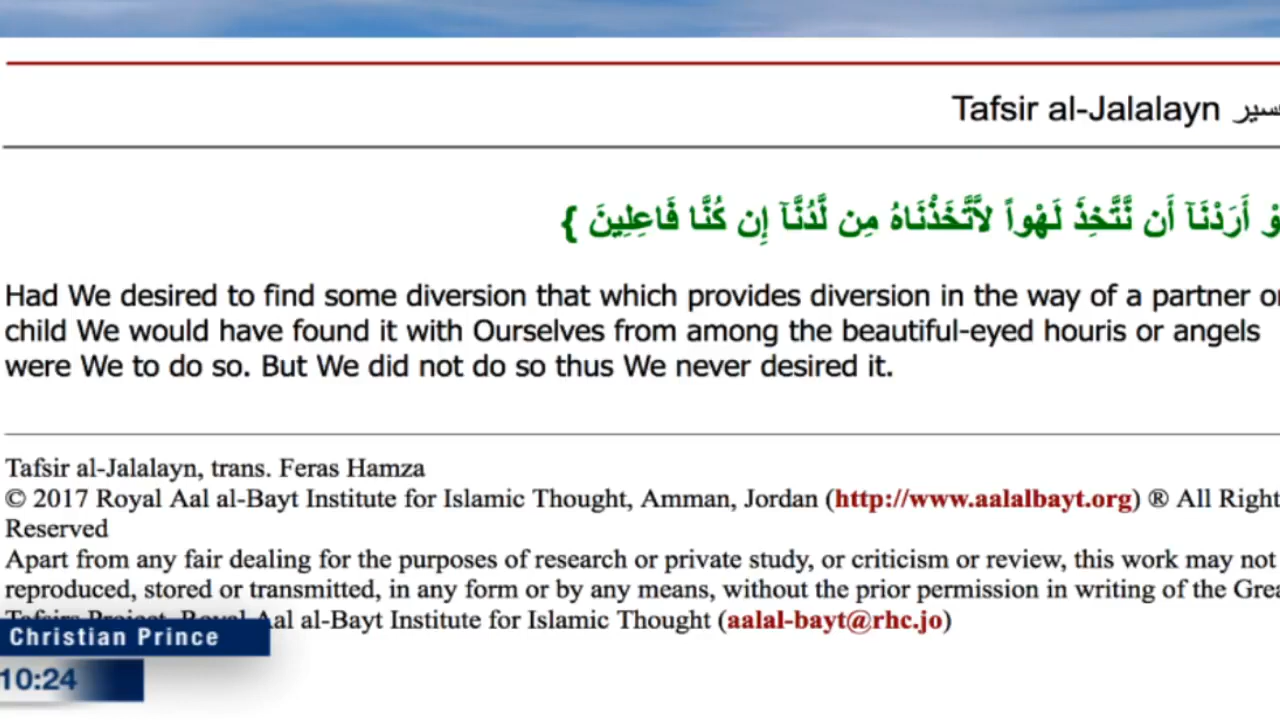 Tafsir al-Jalalayn
أَرَدْنَآ أَن نَّتَّخِذَ لَهْواً لاَّتَّخَذْنَاهُ مِن لَّدُنَّآ إِن كُنَّا فَاعِلِينَ }
Had We desired to find some diversion that which provides diversion in the way of a partner or
child We would have found it with Ourselves from among the beautiful-eyed houris or angels
were We to do so. But We did not do so thus We never desired it.
Tafsir al-Jalalayn, trans. Feras Hamza
© 2017 Royal Aal al-Bayt Institute for Islamic Thought, Amman, Jordan (http://www.aalalbayt.org) ® All Right
Reserved
Apart from any fair dealing for the purposes of research or private study, or criticism or review, this work may not
reproduced, stored or transmitted, in any form or by any means, without the prior permission in writing of the
Tafsirs Project, Royal Aal al-Bayt Institute for Islamic Thought (aalal-bayt@rhc.jo)
Christian Prince
10:24